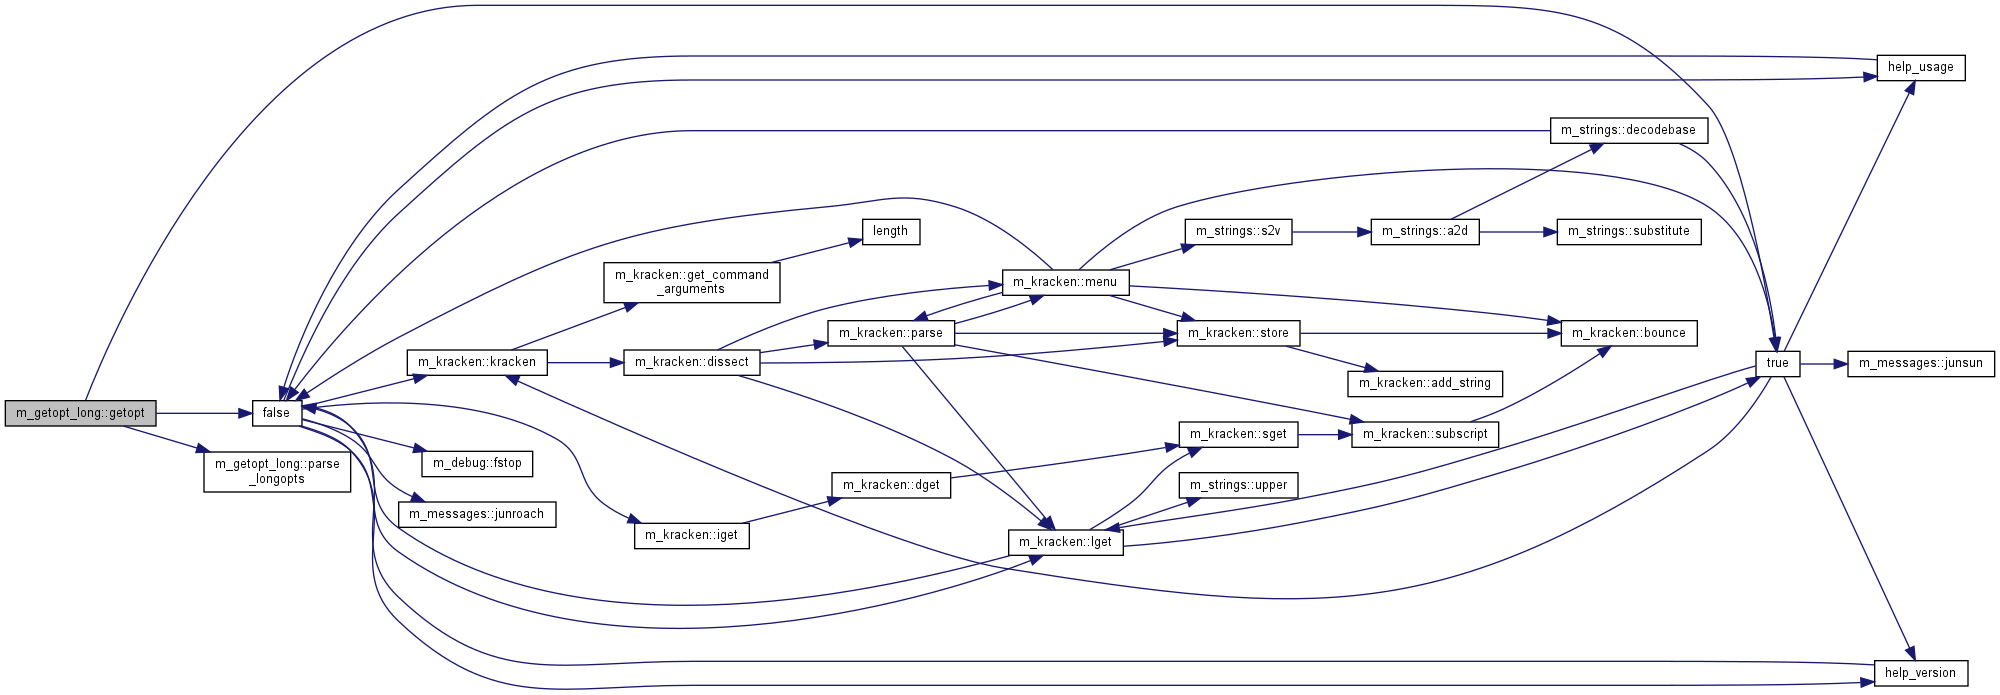 help_usage
m_strings::decodebase
length
m_strings::s2v
m_strings::a2d
m_strings::substitute
m_kracken::get_command
_arguments
m_kracken::menu
m_kracken::parse
m_kracken::store
m_kracken::bounce
m_kracken::kracken
m_kracken::dissect
true
m_messages::junsun
m_kracken::add_string
m_getopt_long::getopt
false
m_kracken::sget
m_kracken::subscript
m_getopt_long::parse
_longopts
m_debug::fstop
m_kracken::dget
m_strings::upper
m_messages::junroach
m_kracken::iget
m_kracken::lget
help_version